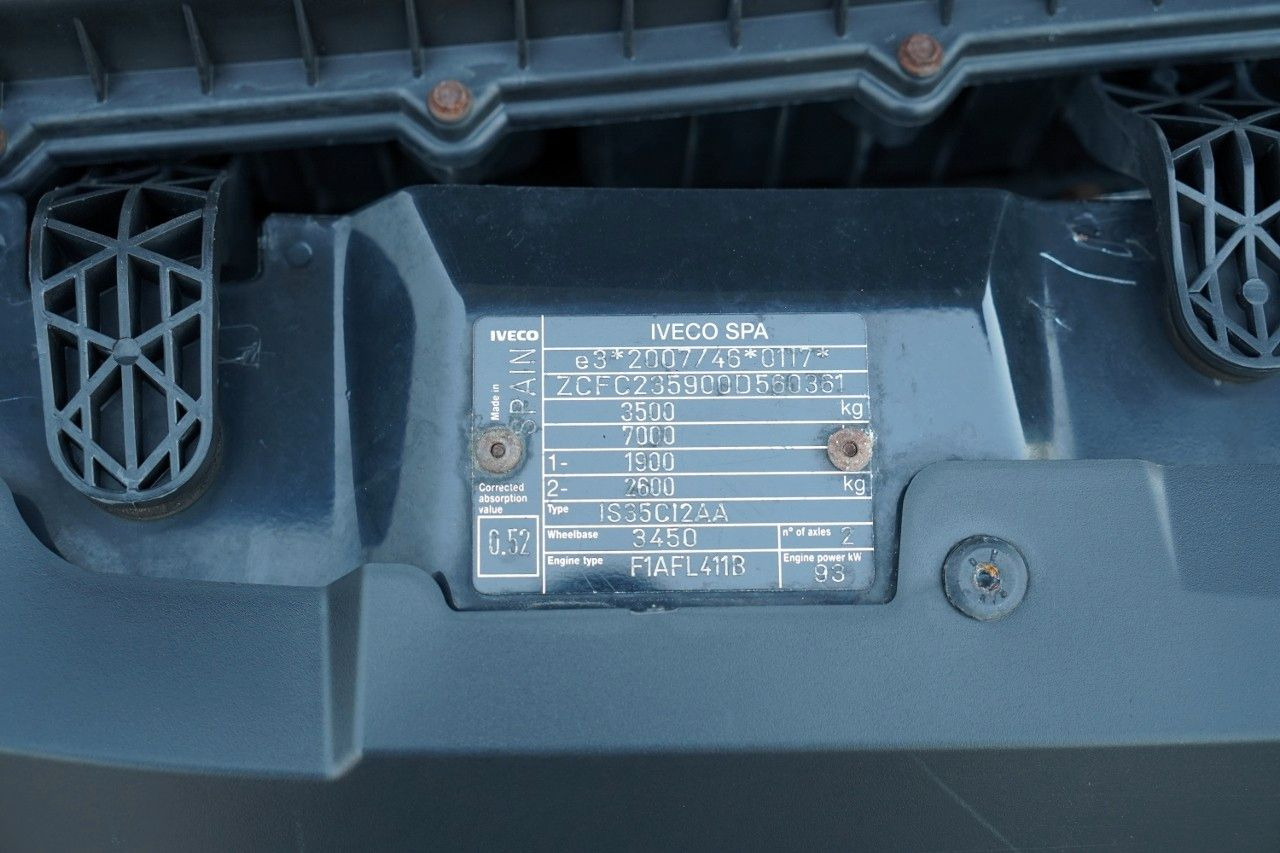 IVECO
Made in
SPAIN
IVECO SPA
e3*2007/46*0117*
ZCFC235900D560361
3500 kg
7000
1- 1900
2- 2600 kg
Type IS35C12AA
Wheelbase 3450 n° of axles 2
Engine type F1AFL411B Engine power kW 93
Corrected
absorption
value
0.52